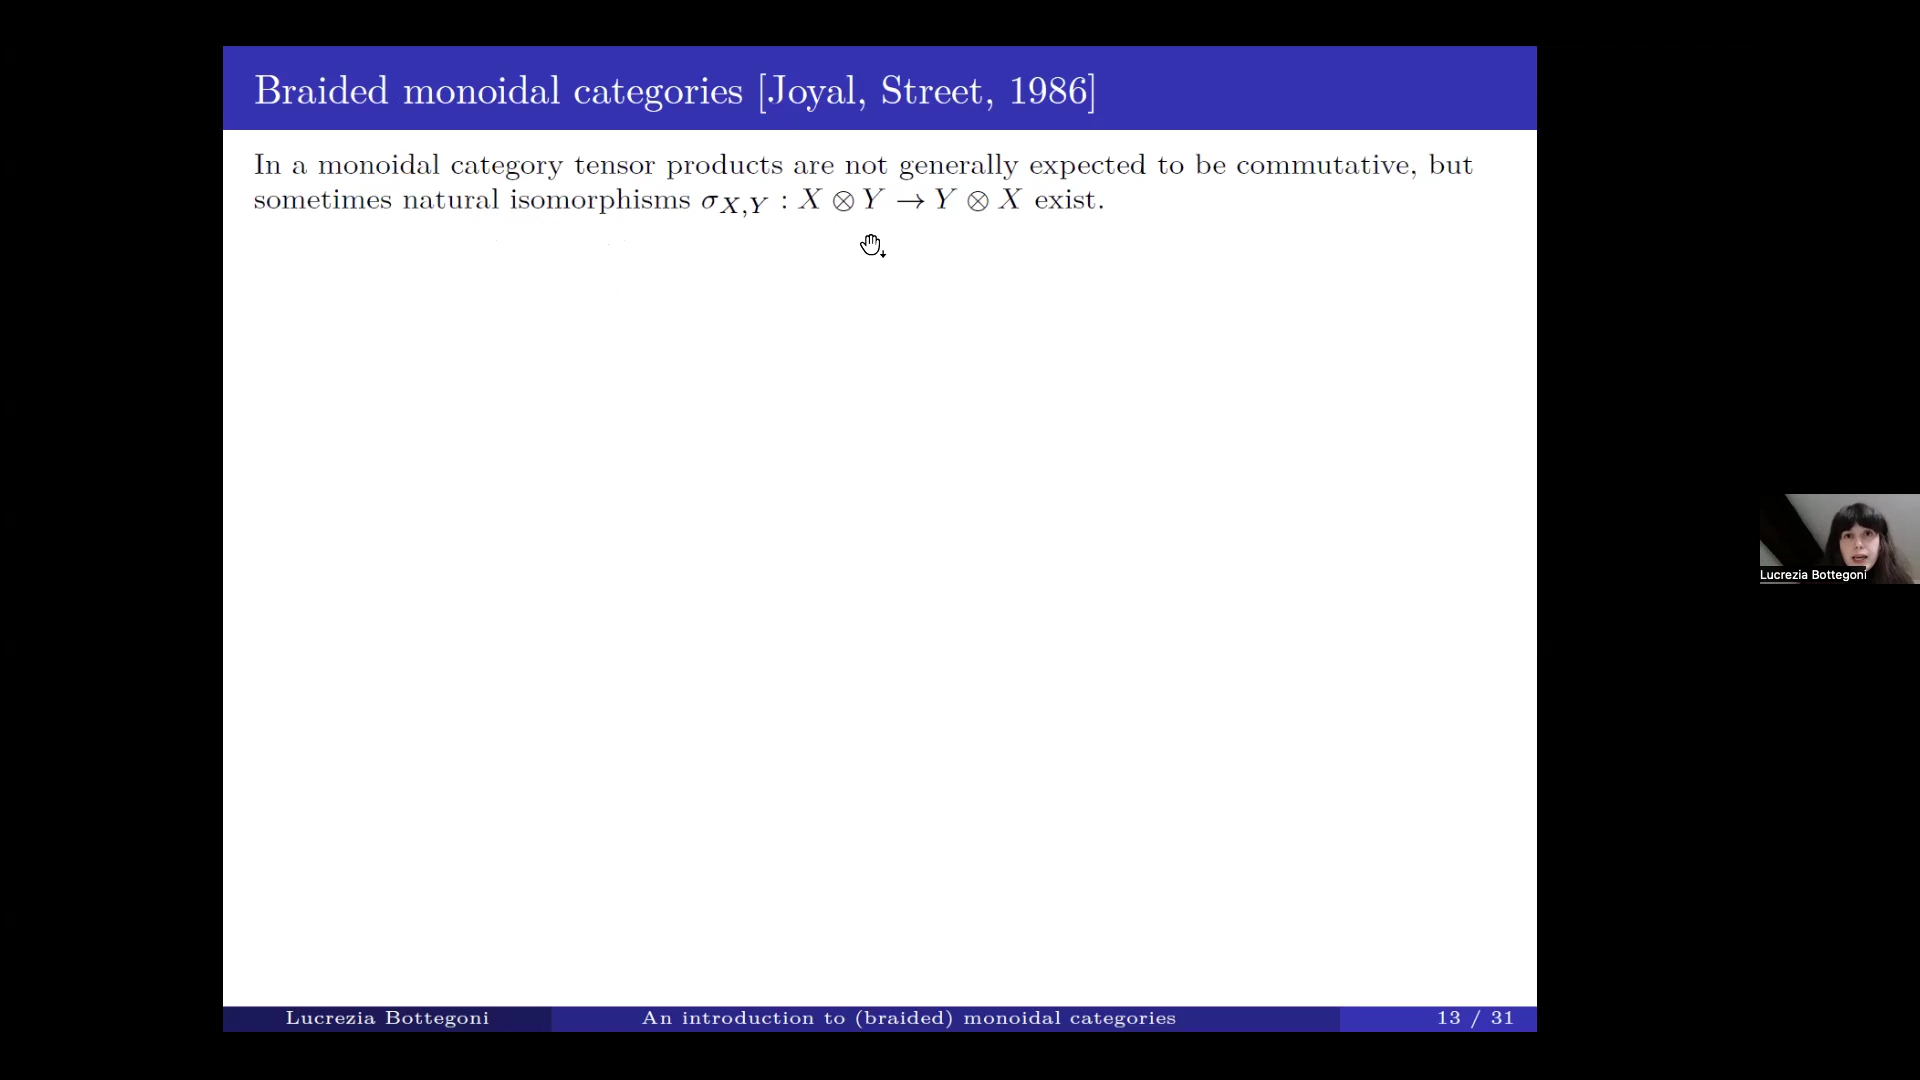 Braided monoidal categories [Joyal, Street, 1986]
In a monoidal category tensor products are not generally expected to be commutative, but
sometimes natural isomorphisms σ_{X,Y} : X ⊗ Y → Y ⊗ X exist.
Lucrezia Bottegoni
Lucrezia Bottegoni An introduction to (braided) monoidal categories 13 / 31